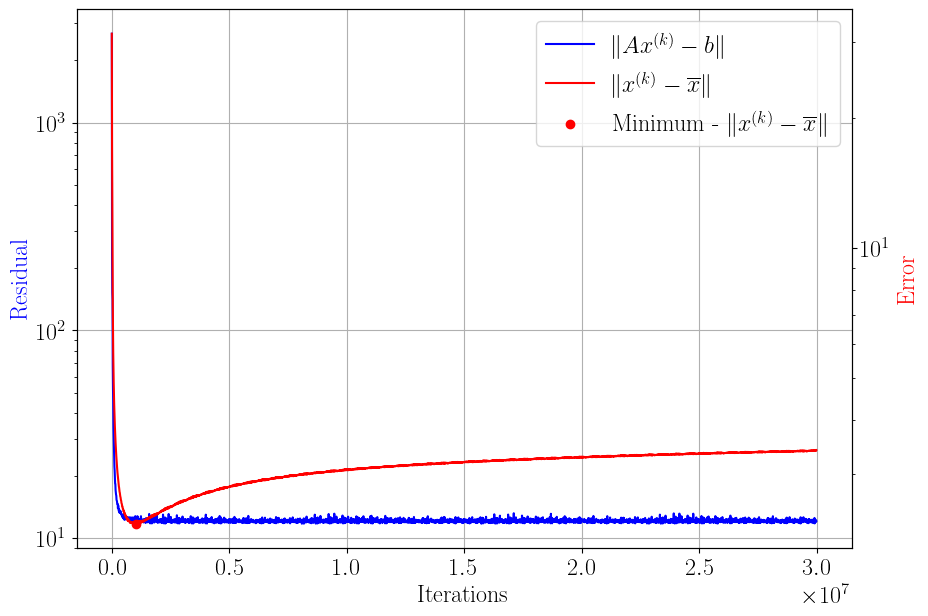 ‖Ax^(k) − b‖
‖x^(k) − x̅‖
Minimum - ‖x^(k) − x̅‖
10^3
10^2
10^1
Residual
10^1
Error
0.0 0.5 1.0 1.5 2.0 2.5 3.0
Iterations
×10^7